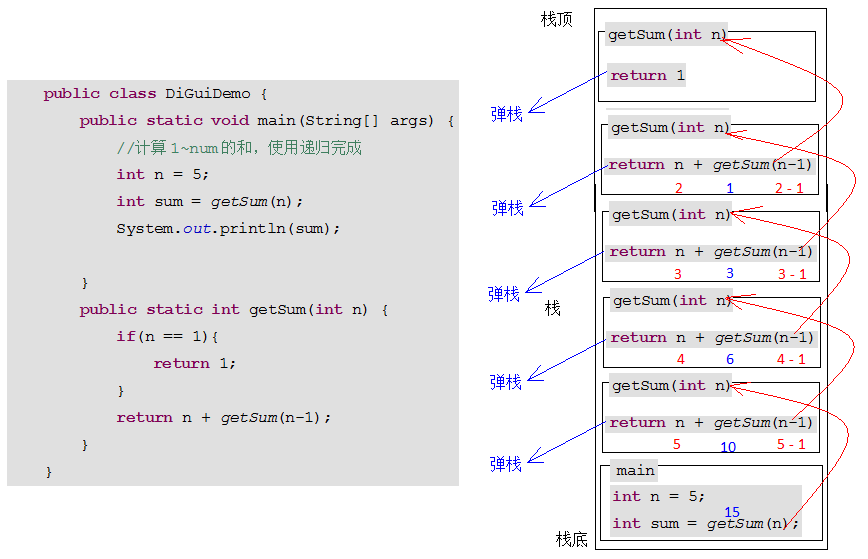 public class DiGuiDemo {
public static void main(String[] args) {
//计算1~num的和，使用递归完成
int n = 5;
int sum = getSum(n);
System.out.println(sum);
}
public static int getSum(int n) {
if(n == 1){
return 1;
}
return n + getSum(n-1);
}
}
栈顶
getSum(int n)
return 1
弹栈
getSum(int n)
return n + getSum(n-1)
2 1 2 - 1
弹栈
getSum(int n)
return n + getSum(n-1)
3 3 3 - 1
弹栈
栈
getSum(int n)
return n + getSum(n-1)
4 6 4 - 1
弹栈
getSum(int n)
return n + getSum(n-1)
5 10 5 - 1
弹栈
main
int n = 5;
15
int sum = getSum(n);
栈底